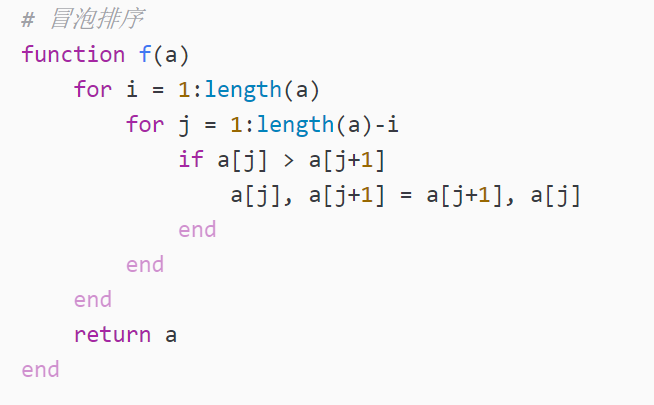 # 冒泡排序
function f(a)
    for i = 1:length(a)
        for j = 1:length(a)-i
            if a[j] > a[j+1]
                a[j], a[j+1] = a[j+1], a[j]
            end
        end
    end
    return a
end